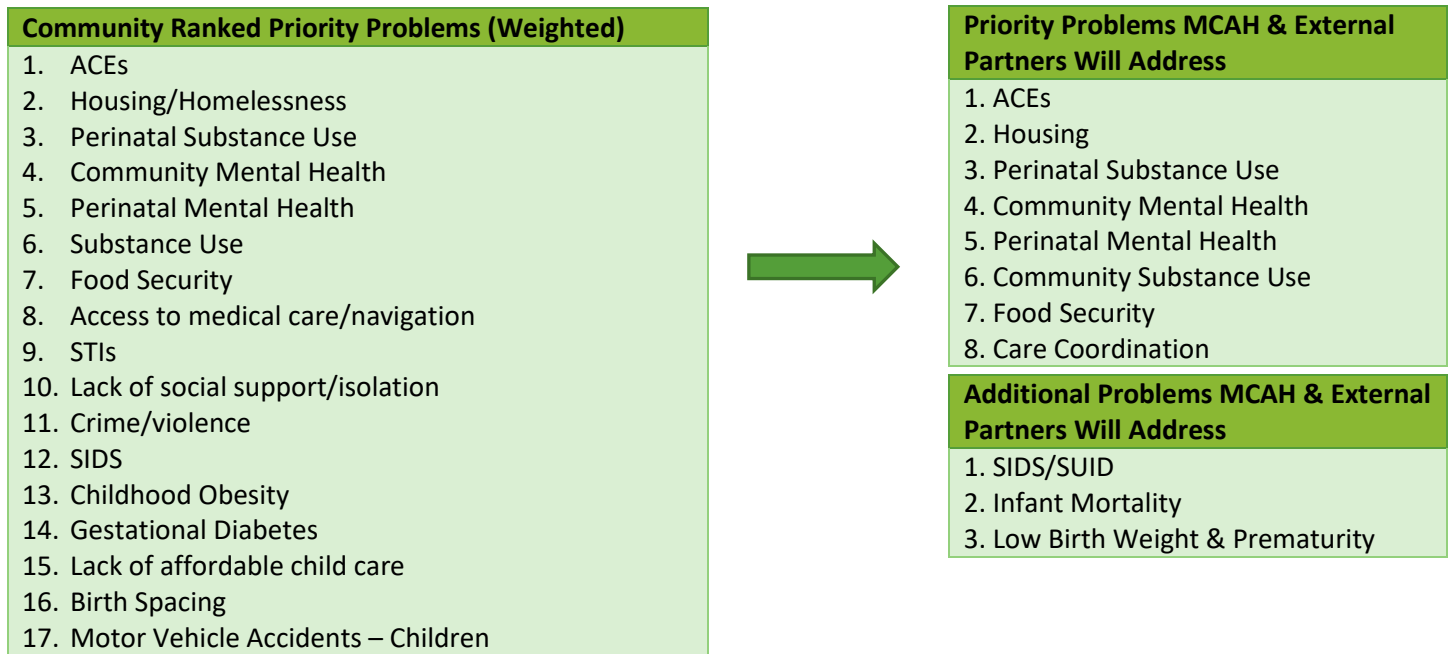 Community Ranked Priority Problems (Weighted)
1. ACEs
2. Housing/Homelessness
3. Perinatal Substance Use
4. Community Mental Health
5. Perinatal Mental Health
6. Substance Use
7. Food Security
8. Access to medical care/navigation
9. STIs
10. Lack of social support/isolation
11. Crime/violence
12. SIDS
13. Childhood Obesity
14. Gestational Diabetes
15. Lack of affordable child care
16. Birth Spacing
17. Motor Vehicle Accidents – Children
Priority Problems MCAH & External
Partners Will Address
1. ACEs
2. Housing
3. Perinatal Substance Use
4. Community Mental Health
5. Perinatal Mental Health
6. Community Substance Use
7. Food Security
8. Care Coordination
Additional Problems MCAH & External
Partners Will Address
1. SIDS/SUID
2. Infant Mortality
3. Low Birth Weight & Prematurity